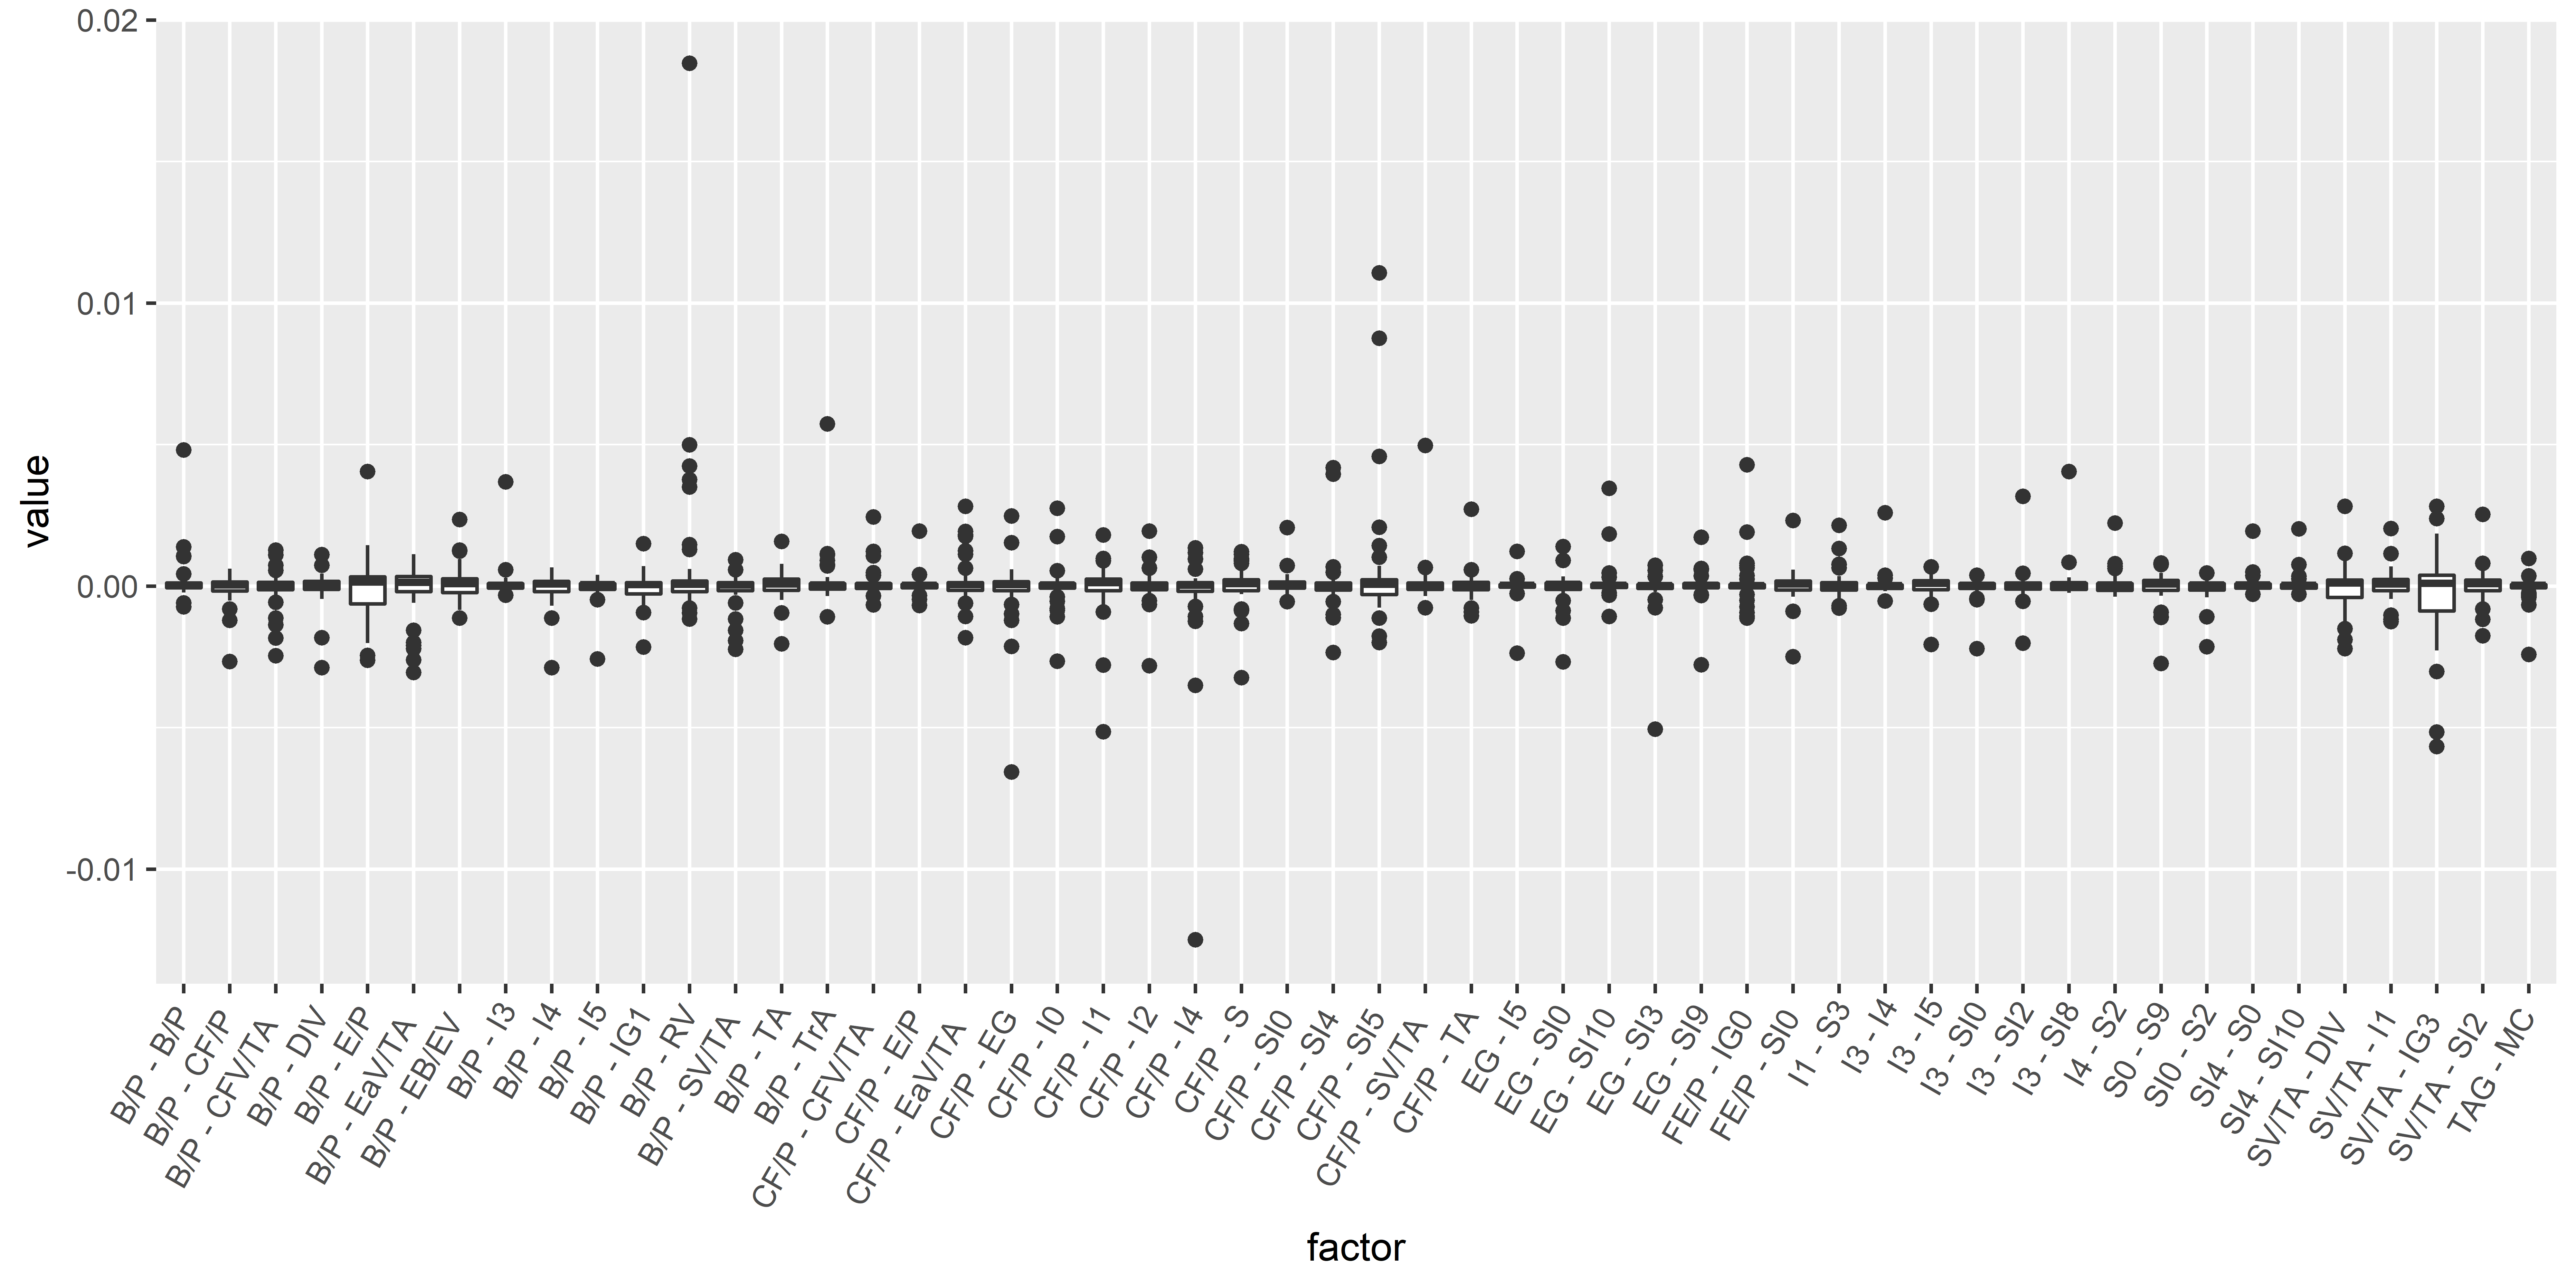 value
0.02
0.01
0.00
-0.01
B/P - B/P
B/P - CF/P
B/P - CFV/TA
B/P - DIV
B/P - E/P
B/P - EaV/TA
B/P - EB/EV
B/P - I3
B/P - I4
B/P - I5
B/P - IG1
B/P - RV
B/P - SV/TA
B/P - TA
B/P - TrA
CF/P - CFV/TA
CF/P - E/P
CF/P - EaV/TA
CF/P - EG
CF/P - I0
CF/P - I1
CF/P - I2
CF/P - I4
CF/P - S
CF/P - SI0
CF/P - SI4
CF/P - SI5
CF/P - SV/TA
CF/P - TA
EG - I5
EG - SI0
EG - SI10
EG - SI3
EG - SI9
FE/P - IG0
FE/P - SI0
I1 - S3
I3 - I4
I3 - I5
I3 - SI0
I3 - SI2
I3 - SI8
I4 - S2
S0 - S9
SI0 - S2
SI4 - S0
SI4 - SI10
SV/TA - DIV
SV/TA - I1
SV/TA - IG3
SV/TA - SI2
TAG - MC
factor